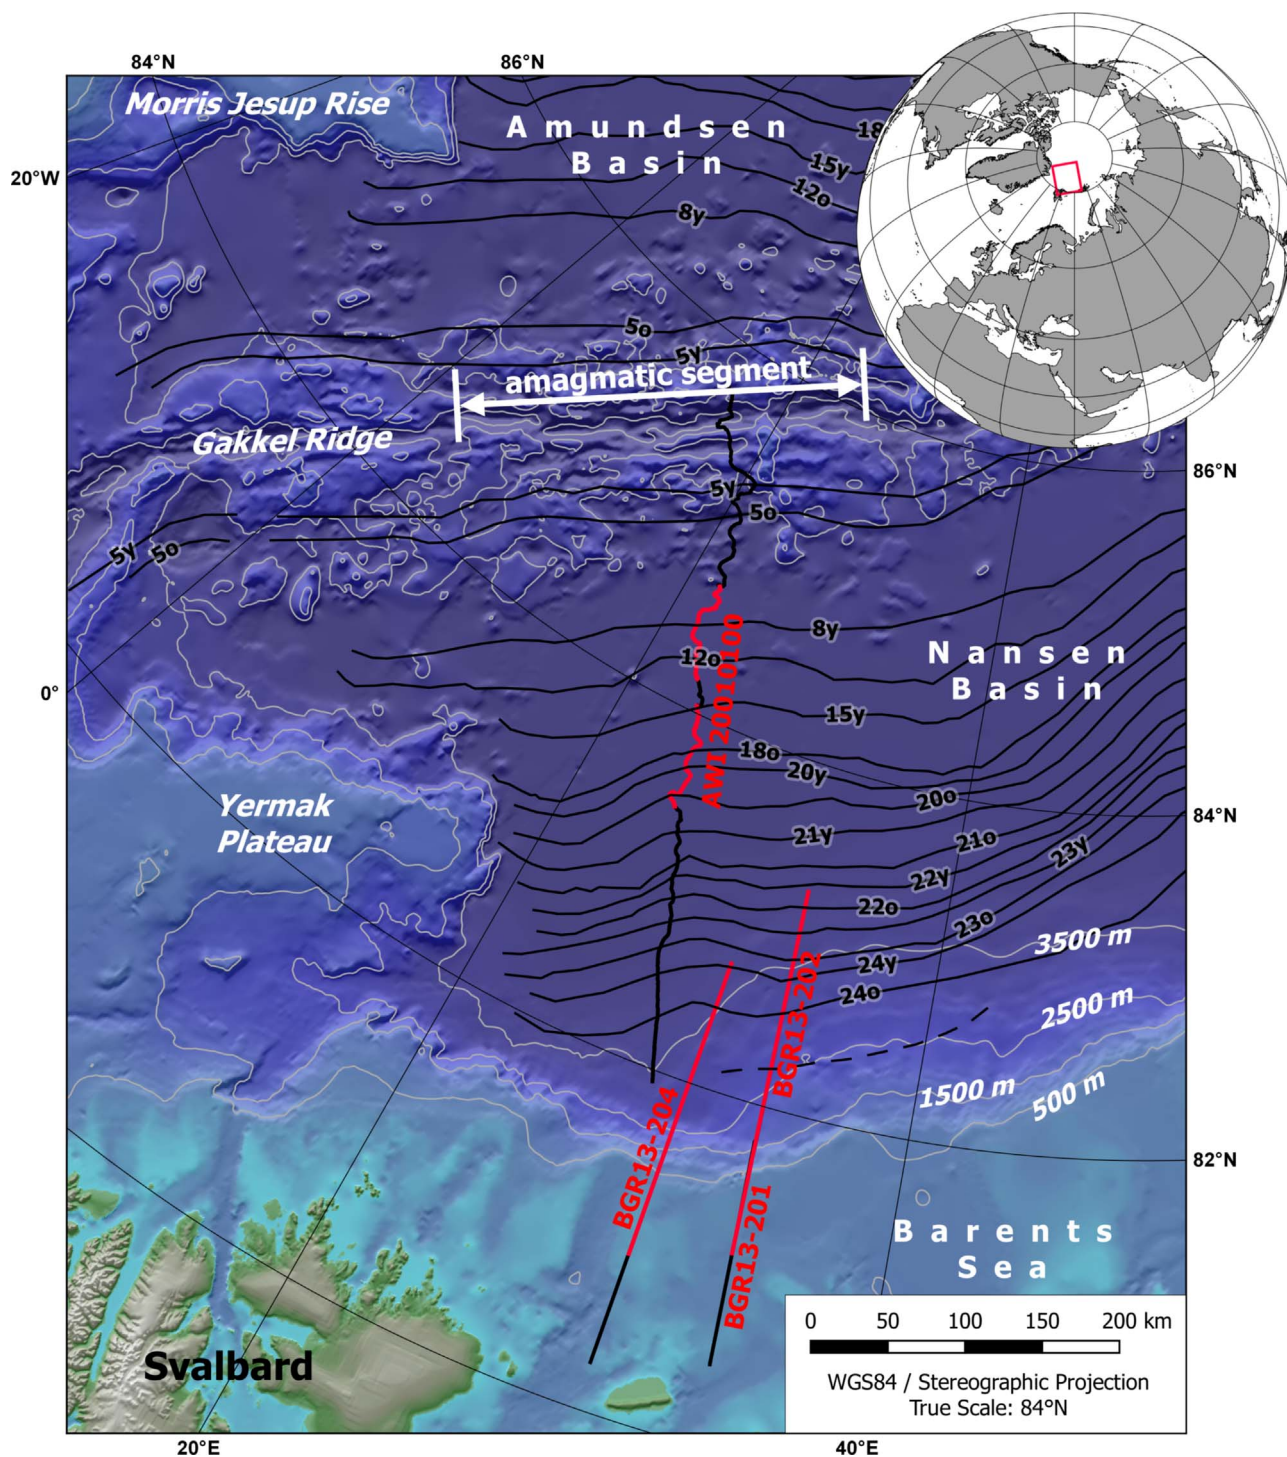 84°N
86°N
Morris Jesup Rise
Amundsen
Basin
18
15y
12o
20°W
8y
5o
5y
amagmatic segment
Gakkel Ridge
86°N
5y
5o
5y
5o
8y
Nansen
Basin
12o
0°
15y
AWI 20010100
18o
20y
20o
Yermak
Plateau
84°N
21y
21o
23y
22y
22o
23o
3500 m
24y
24o
2500 m
BGR13-202
1500 m
500 m
BGR13-204
82°N
BGR13-201
Barents
Sea
Svalbard
0 50 100 150 200 km
WGS84 / Stereographic Projection
True Scale: 84°N
20°E
40°E